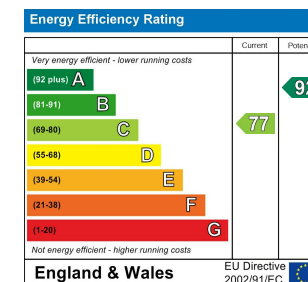 Energy Efficiency Rating
Current Poten
Very energy efficient - lower running costs
(92 plus) A 92
(81-91) B
(69-80) C 77
(55-68) D
(39-54) E
(21-38) F
(1-20) G
Not energy efficient - higher running costs
England & Wales EU Directive
2002/91/EC